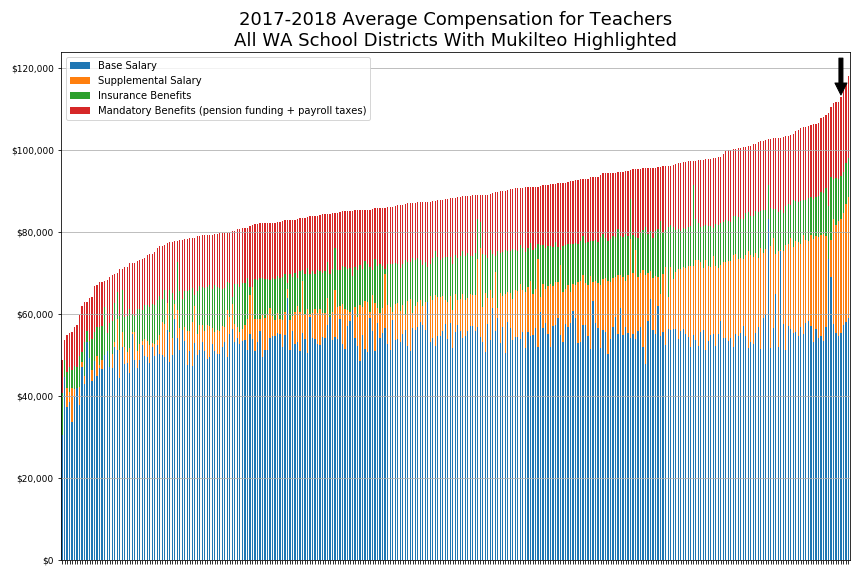 2017-2018 Average Compensation for Teachers
All WA School Districts With Mukilteo Highlighted
$120,000
$100,000
$80,000
$60,000
$40,000
$20,000
$0
Base Salary
Supplemental Salary
Insurance Benefits
Mandatory Benefits (pension funding + payroll taxes)